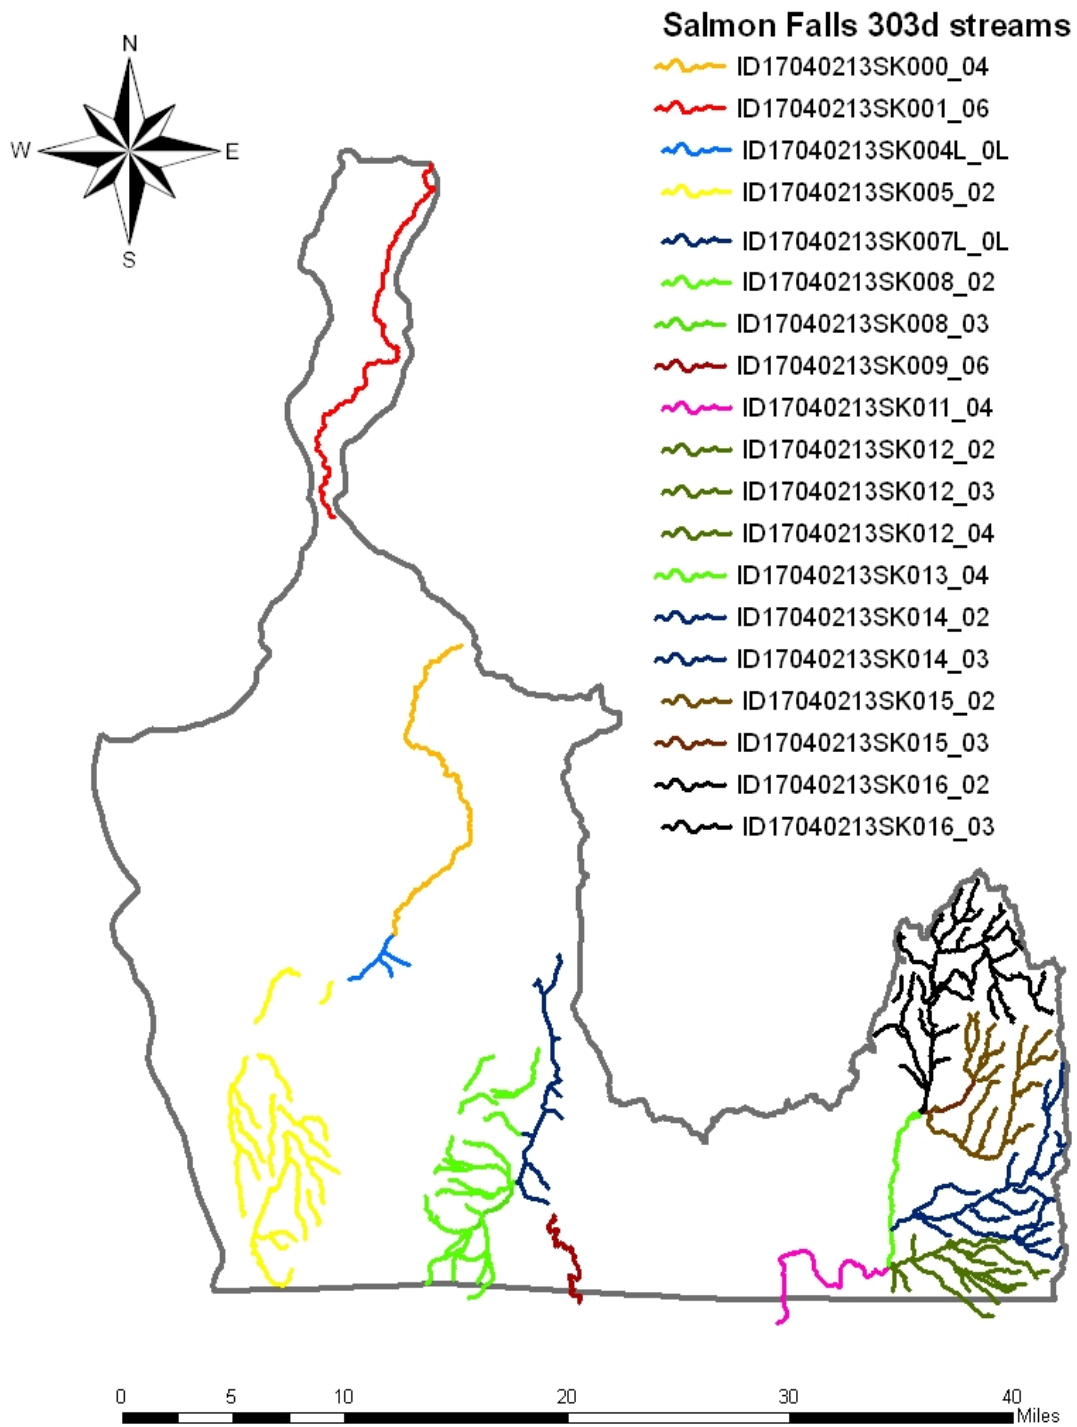 Salmon Falls 303d streams
N
W
E
S
ID17040213SK000_04
ID17040213SK001_06
ID17040213SK004L_0L
ID17040213SK005_02
ID17040213SK007L_0L
ID17040213SK008_02
ID17040213SK008_03
ID17040213SK009_06
ID17040213SK011_04
ID17040213SK012_02
ID17040213SK012_03
ID17040213SK012_04
ID17040213SK013_04
ID17040213SK014_02
ID17040213SK014_03
ID17040213SK015_02
ID17040213SK015_03
ID17040213SK016_02
ID17040213SK016_03
0 5 10 20 30 40
Miles